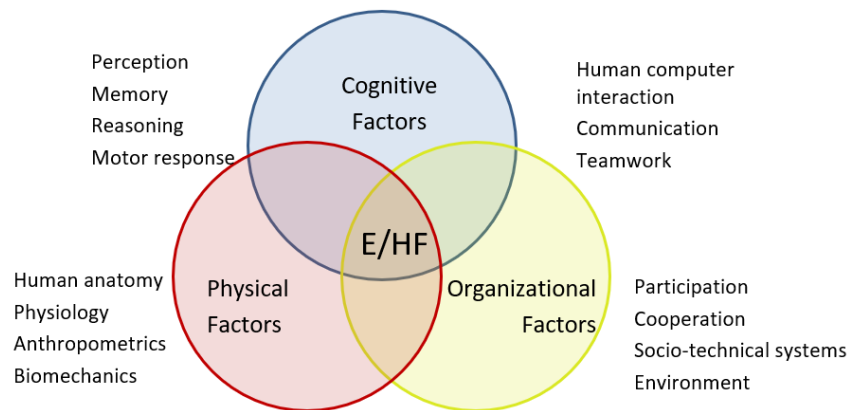 Perception
Memory
Reasoning
Motor response
Cognitive
Factors
Human computer
interaction
Communication
Teamwork
E/HF
Human anatomy
Physiology
Anthropometrics
Biomechanics
Physical
Factors
Organizational
Factors
Participation
Cooperation
Socio-technical systems
Environment